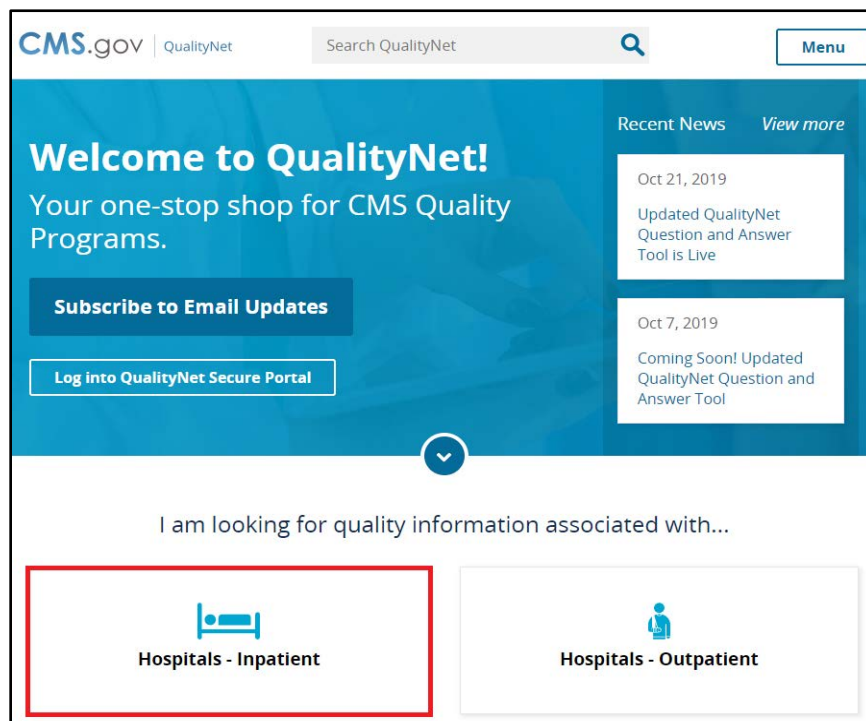 CMS.gov QualityNet
Search QualityNet
Menu
Welcome to QualityNet!
Your one-stop shop for CMS Quality
Programs.
Subscribe to Email Updates
Log into QualityNet Secure Portal
Recent News View more
Oct 21, 2019
Updated QualityNet
Question and Answer
Tool is Live
Oct 7, 2019
Coming Soon! Updated
QualityNet Question and
Answer Tool
I am looking for quality information associated with...
Hospitals - Inpatient
Hospitals - Outpatient